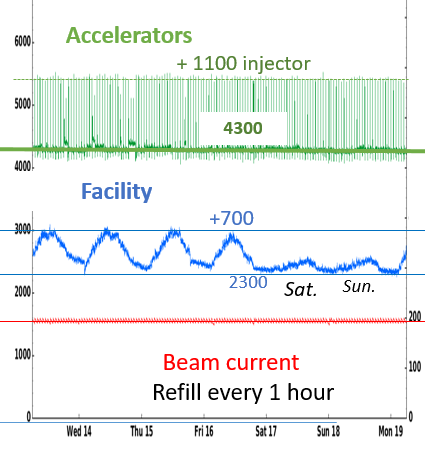 6000
Accelerators
+ 1100 injector
5000
4300
4000
Facility
3000
+700
2300
2000
Sat.
Sun.
200
Beam current
1000
100
Refill every 1 hour
0
0
Wed 14
Thu 15
Fri 16
Sat 17
Sun 18
Mon 19